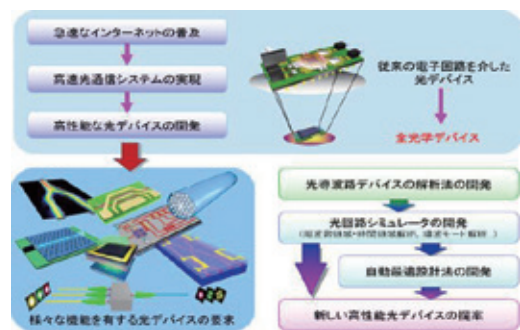 急速なインターネットの普及
高速光通信システムの実現
高性能な光デバイスの開発
従来の電子回路を介した
光デバイス
全光学デバイス
様々な機能を有する光デバイスの要求
光導波路デバイスの解析法の開発
光回路シミュレータの開発
自動最適設計法の開発
新しい高性能光デバイスの提案